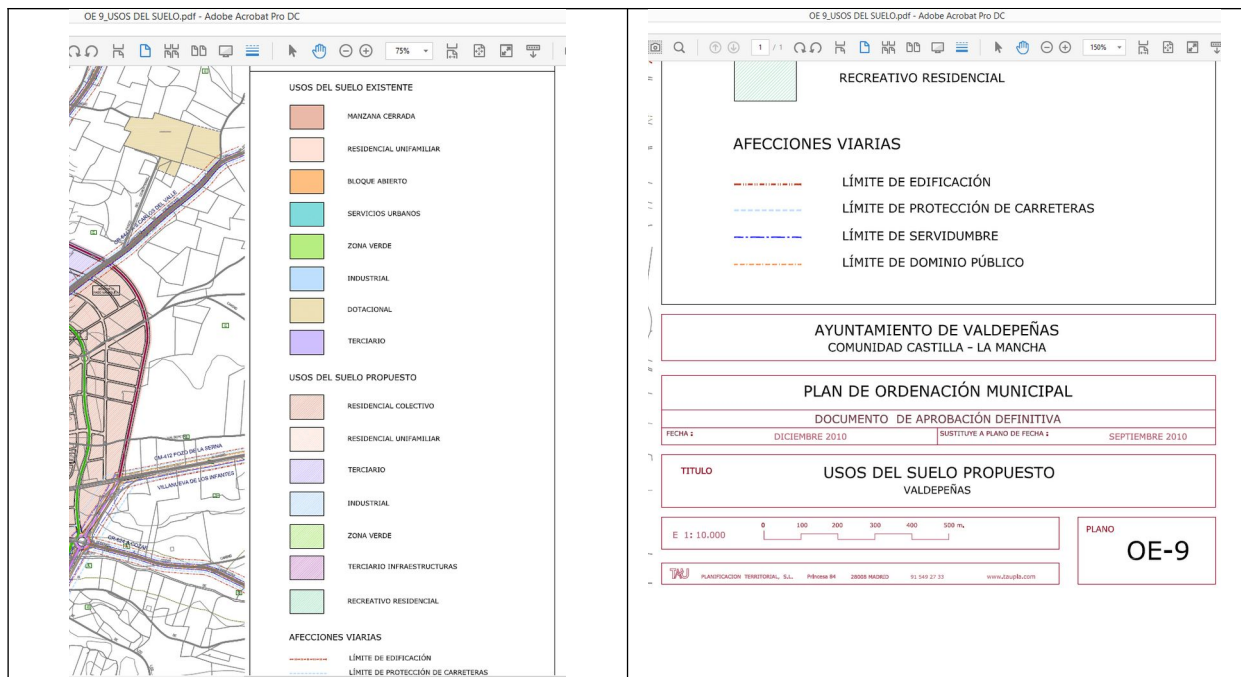 OE 9_USOS DEL SUELO.pdf - Adobe Acrobat Pro DC
75%
USOS DEL SUELO EXISTENTE
MANZANA CERRADA
RESIDENCIAL UNIFAMILIAR
BLOQUE ABIERTO
SERVICIOS URBANOS
ZONA VERDE
INDUSTRIAL
DOTACIONAL
TERCIARIO
USOS DEL SUELO PROPUESTO
RESIDENCIAL COLECTIVO
RESIDENCIAL UNIFAMILIAR
TERCIARIO
INDUSTRIAL
ZONA VERDE
TERCIARIO INFRAESTRUCTURAS
RECREATIVO RESIDENCIAL
AFECCIONES VIARIAS
LÍMITE DE EDIFICACIÓN
LÍMITE DE PROTECCIÓN DE CARRETERAS
CARLOS DEL VALLE
CM-412 POZO DE LA SERNA
VILLANUEVA DE LOS INFANTES
OE 9_USOS DEL SUELO.pdf - Adobe Acrobat Pro DC
1 / 1
150%
RECREATIVO RESIDENCIAL
AFECCIONES VIARIAS
LÍMITE DE EDIFICACIÓN
LÍMITE DE PROTECCIÓN DE CARRETERAS
LÍMITE DE SERVIDUMBRE
LÍMITE DE DOMINIO PÚBLICO
AYUNTAMIENTO DE VALDEPEÑAS
COMUNIDAD CASTILLA – LA MANCHA
PLAN DE ORDENACIÓN MUNICIPAL
DOCUMENTO DE APROBACIÓN DEFINITIVA
FECHA : DICIEMBRE 2010 SUSTITUYE A PLANO DE FECHA : SEPTIEMBRE 2010
TITULO USOS DEL SUELO PROPUESTO
VALDEPEÑAS
E 1: 10.000 0 100 200 300 400 500 m.
PLANO
OE-9
TAU PLANIFICACION TERRITORIAL, S.L. Princesa 84 28008 MADRID 91 549 27 33 www.taupla.com